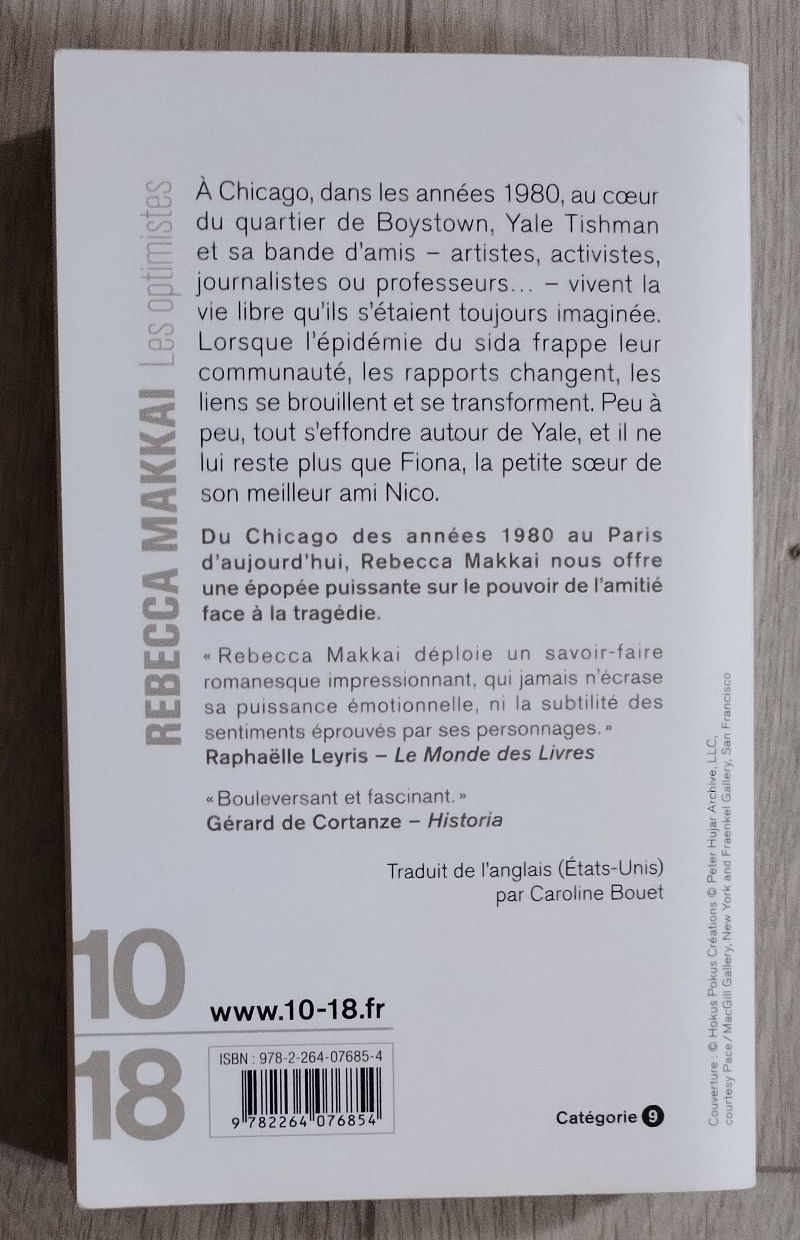 REBECCA MAKKAI Les optimistes
À Chicago, dans les années 1980, au cœur
du quartier de Boystown, Yale Tishman
et sa bande d'amis – artistes, activistes,
journalistes ou professeurs... – vivent la
vie libre qu'ils s'étaient toujours imaginée.
Lorsque l'épidémie du sida frappe leur
communauté, les rapports changent, les
liens se brouillent et se transforment. Peu à
peu, tout s'effondre autour de Yale, et il ne
lui reste plus que Fiona, la petite sœur de
son meilleur ami Nico.
Du Chicago des années 1980 au Paris
d'aujourd'hui, Rebecca Makkai nous offre
une épopée puissante sur le pouvoir de l'amitié
face à la tragédie.
« Rebecca Makkai déploie un savoir-faire
romanesque impressionnant, qui jamais n'écrase
sa puissance émotionnelle, ni la subtilité des
sentiments éprouvés par ses personnages. »
Raphaëlle Leyris – Le Monde des Livres
« Bouleversant et fascinant. »
Gérard de Cortanze – Historia
Traduit de l'anglais (États-Unis)
par Caroline Bouet
10
18
www.10-18.fr
ISBN : 978-2-264-07685-4
9 782264 076854
Catégorie 9
Couverture : © Hokus Pokus Créations © Peter Hujar Archive, LLC,
courtesy Pace / MacGill Gallery, New York and Fraenkel Gallery, San Francisco